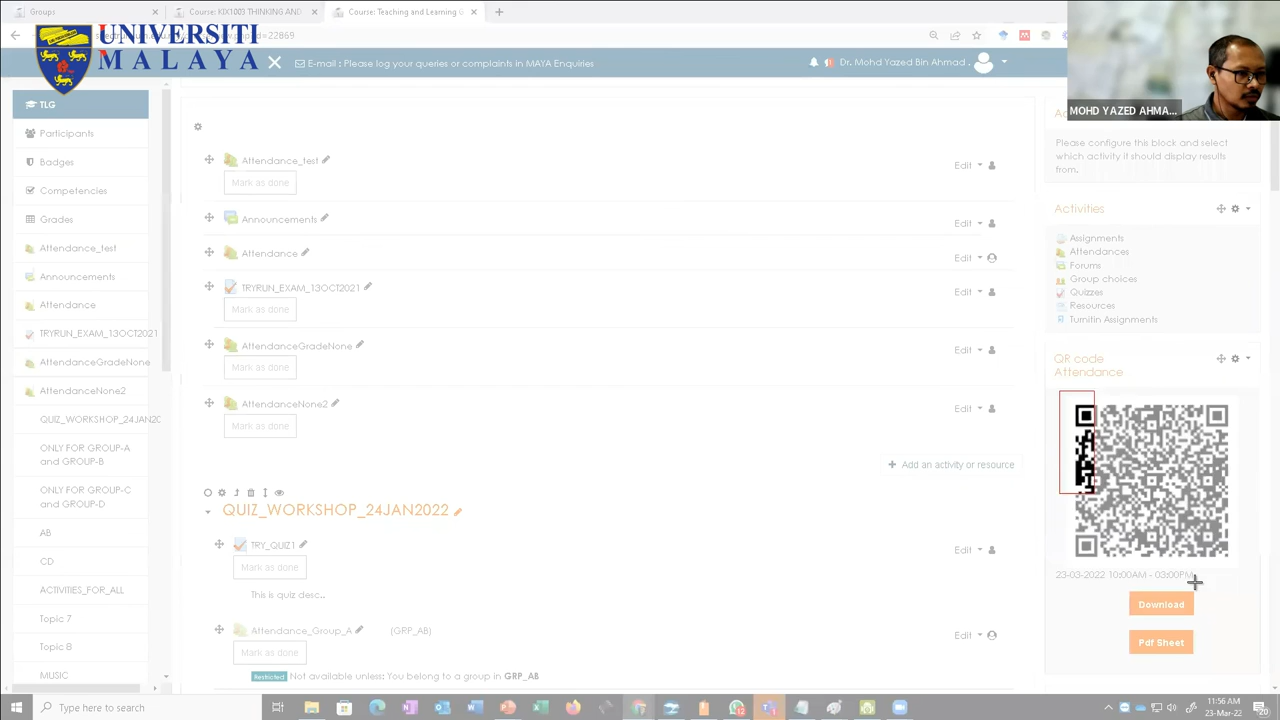 Groups
Course: KIX1003 THINKING AND
Course: Teaching and Learning G
UNIVERSITI
MALAYA
22869
E-mail : Please log your queries or complaints in MAYA Enquiries
Dr. Mohd Yazed Bin Ahmad .
MOHD YAZED AHMA...
TLG
Participants
Badges
Competencies
Grades
Attendance_test
Announcements
Attendance
TRYRUN_EXAM_13OCT2021
AttendanceGradeNone
AttendanceNone2
QUIZ_WORKSHOP_24JAN20
ONLY FOR GROUP-A
and GROUP-B
ONLY FOR GROUP-C
and GROUP-D
AB
CD
ACTIVITIES_FOR_ALL
Topic 7
Topic 8
MUSIC
Attendance_test
Edit
Mark as done
Announcements
Edit
Attendance
Edit
TRYRUN_EXAM_13OCT2021
Edit
Mark as done
AttendanceGradeNone
Edit
Mark as done
AttendanceNone2
Edit
Mark as done
+ Add an activity or resource
QUIZ_WORKSHOP_24JAN2022
TRY_QUIZ1
Edit
Mark as done
This is quiz desc..
Attendance_Group_A
(GRP_AB)
Edit
Mark as done
Restricted
Not available unless: You belong to a group in GRP_AB
Please configure this block and select
which activity it should display results
from.
Activities
Assignments
Attendances
Forums
Group choices
Quizzes
Resources
Turnitin Assignments
QR code
Attendance
23-03-2022 10:00AM - 03:00PM
Download
Pdf Sheet
Type here to search
11:56 AM
23-Mar-22